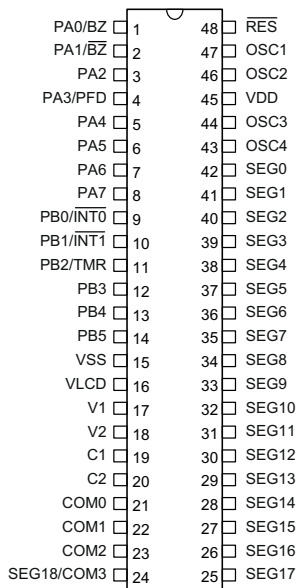 PA0/BZ 1 48 R̅E̅S̅
PA1/B̅Z̅ 2 47 OSC1
PA2 3 46 OSC2
PA3/PFD 4 45 VDD
PA4 5 44 OSC3
PA5 6 43 OSC4
PA6 7 42 SEG0
PA7 8 41 SEG1
PB0/I̅N̅T̅0̅ 9 40 SEG2
PB1/I̅N̅T̅1̅ 10 39 SEG3
PB2/TMR 11 38 SEG4
PB3 12 37 SEG5
PB4 13 36 SEG6
PB5 14 35 SEG7
VSS 15 34 SEG8
VLCD 16 33 SEG9
V1 17 32 SEG10
V2 18 31 SEG11
C1 19 30 SEG12
C2 20 29 SEG13
COM0 21 28 SEG14
COM1 22 27 SEG15
COM2 23 26 SEG16
SEG18/COM3 24 25 SEG17